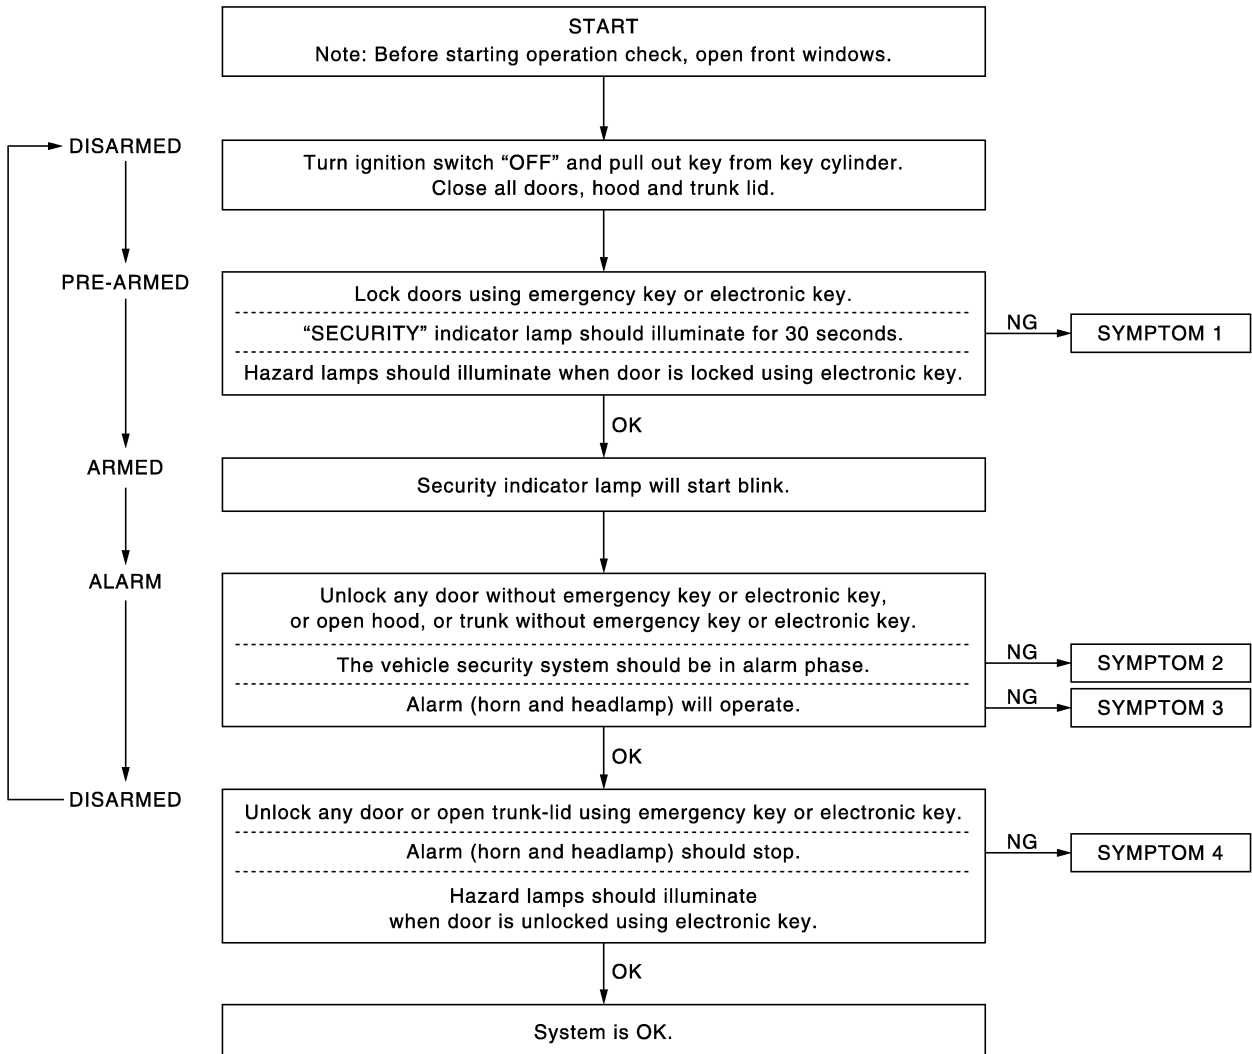 START
Note: Before starting operation check, open front windows.
DISARMED
Turn ignition switch “OFF” and pull out key from key cylinder.
Close all doors, hood and trunk lid.
PRE-ARMED
Lock doors using emergency key or electronic key.
“SECURITY” indicator lamp should illuminate for 30 seconds.
NG
SYMPTOM 1
Hazard lamps should illuminate when door is locked using electronic key.
OK
ARMED
Security indicator lamp will start blink.
ALARM
Unlock any door without emergency key or electronic key,
or open hood, or trunk without emergency key or electronic key.
The vehicle security system should be in alarm phase.
NG
SYMPTOM 2
Alarm (horn and headlamp) will operate.
NG
SYMPTOM 3
OK
DISARMED
Unlock any door or open trunk-lid using emergency key or electronic key.
Alarm (horn and headlamp) should stop.
NG
SYMPTOM 4
Hazard lamps should illuminate
when door is unlocked using electronic key.
OK
System is OK.